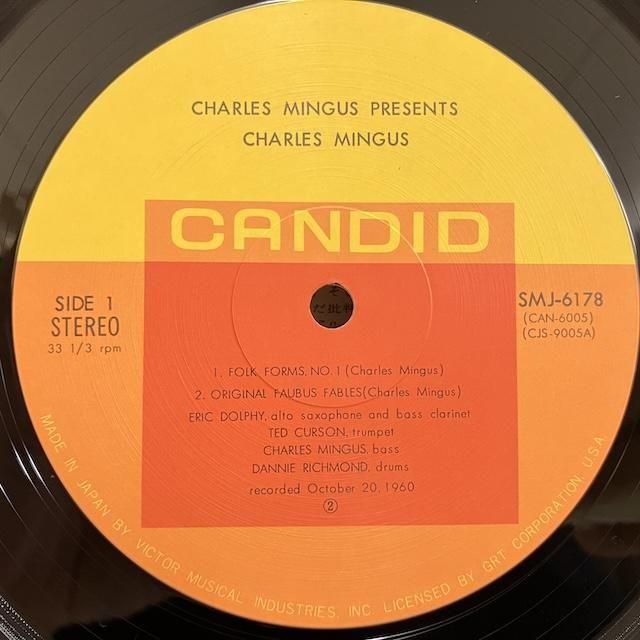 CHARLES MINGUS PRESENTS
CHARLES MINGUS
CANDID
SIDE 1
STEREO
33 1/3 rpm
SMJ-6178
(CAN-6005)
(CJS-9005A)
だ批判
1. FOLK FORMS, NO. 1 (Charles Mingus)
2. ORIGINAL FAUBUS FABLES (Charles Mingus)
ERIC DOLPHY, alto saxophone and bass clarinet
TED CURSON, trumpet
CHARLES MINGUS, bass
DANNIE RICHMOND, drums
recorded October 20, 1960
②
MADE IN JAPAN BY VICTOR MUSICAL INDUSTRIES, INC. LICENSED BY GRT CORPORATION, U.S.A.